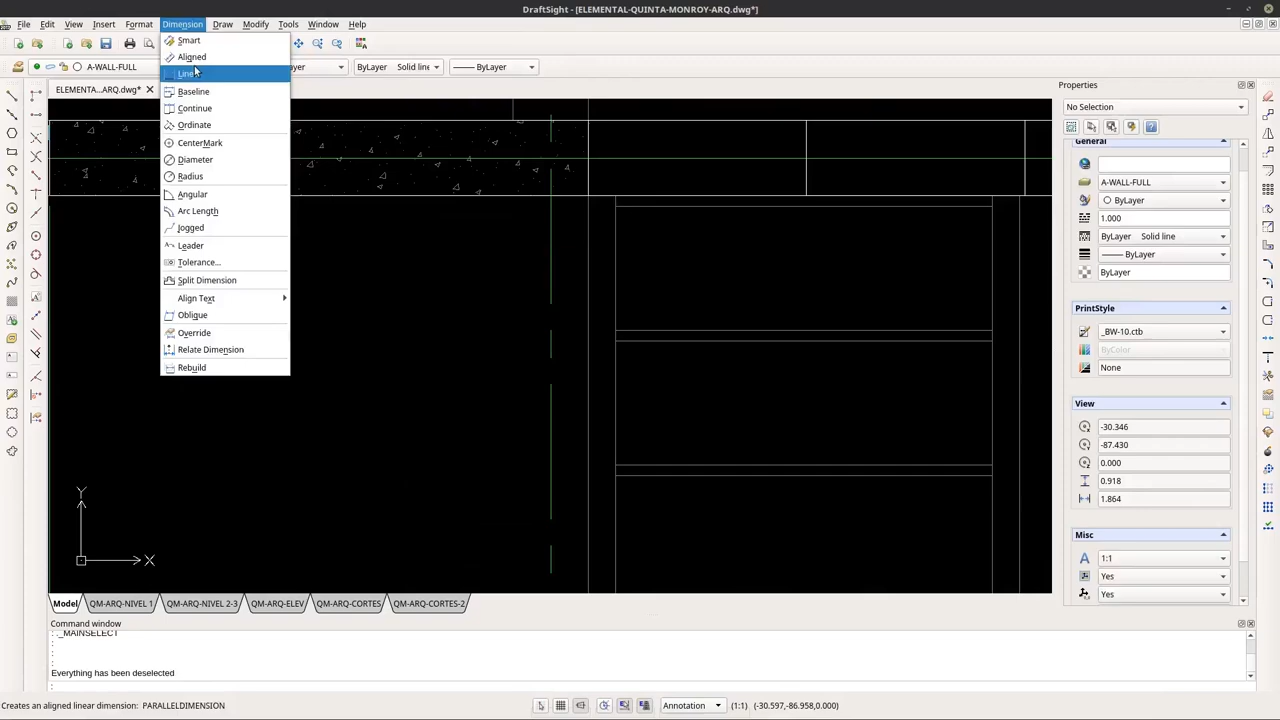 DraftSight - [ELEMENTAL-QUINTA-MONROY-ARQ.dwg*]
File Edit View Insert Format Dimension Draw Modify Tools Window Help
A-WALL-FULL
ByLayer Solid line
ByLayer
ELEMENTA...ARQ.dwg*
Smart
Aligned
Baseline
Continue
Ordinate
CenterMark
Diameter
Radius
Angular
Arc Length
Jogged
Leader
Tolerance...
Split Dimension
Align Text
Oblique
Override
Relate Dimension
Rebuild
Y
X
Properties
No Selection
General
A-WALL-FULL
ByLayer
1.000
ByLayer Solid line
ByLayer
ByLayer
PrintStyle
_BW-10.ctb
ByColor
None
View
-30.346
-87.430
0.000
0.918
1.864
Misc
1:1
Yes
Yes
Model QM-ARQ-NIVEL 1 QM-ARQ-NIVEL 2-3 QM-ARQ-ELEV QM-ARQ-CORTES QM-ARQ-CORTES-2
Command window
: ._MAINSELECT
:
:
:
Everything has been deselected
:
Creates an aligned linear dimension: PARALLELDIMENSION
Annotation (1:1) (-30.597,-86.958,0.000)